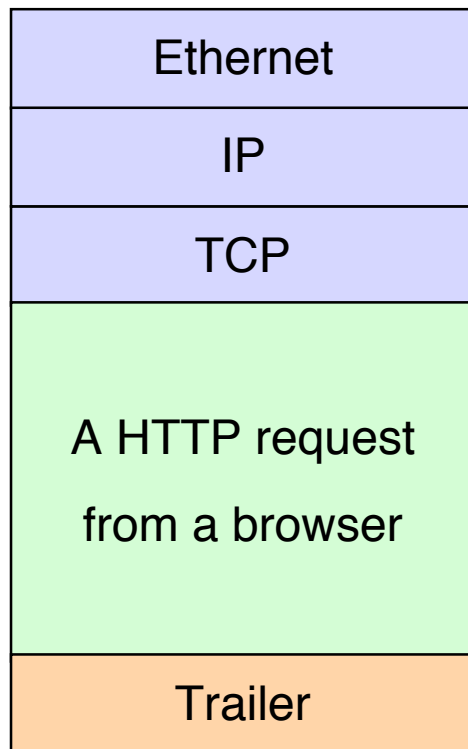 Ethernet
IP
TCP
A HTTP request
from a browser
Trailer